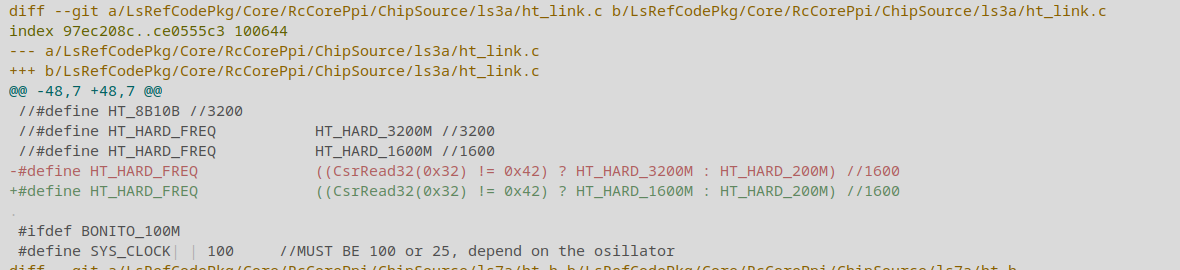 diff --git a/LsRefCodePkg/Core/RcCorePpi/ChipSource/ls3a/ht_link.c b/LsRefCodePkg/Core/RcCorePpi/ChipSource/ls3a/ht_link.c
index 97ec208c..ce0555c3 100644
--- a/LsRefCodePkg/Core/RcCorePpi/ChipSource/ls3a/ht_link.c
+++ b/LsRefCodePkg/Core/RcCorePpi/ChipSource/ls3a/ht_link.c
@@ -48,7 +48,7 @@
 //#define HT_8B10B //3200
 //#define HT_HARD_FREQ           HT_HARD_3200M //3200
 //#define HT_HARD_FREQ           HT_HARD_1600M //1600
-#define HT_HARD_FREQ             ((CsrRead32(0x32) != 0x42) ? HT_HARD_3200M : HT_HARD_200M) //1600
+#define HT_HARD_FREQ             ((CsrRead32(0x32) != 0x42) ? HT_HARD_1600M : HT_HARD_200M) //1600
.
 #ifdef BONITO_100M
 #define SYS_CLOCK| | 100     //MUST BE 100 or 25, depend on the osillator
diff --git a/LsRefCodePkg/Core/RcCorePpi/ChipSource/ls7a/ht.h b/LsRefCodePkg/Core/RcCorePpi/ChipSource/ls7a/ht.h